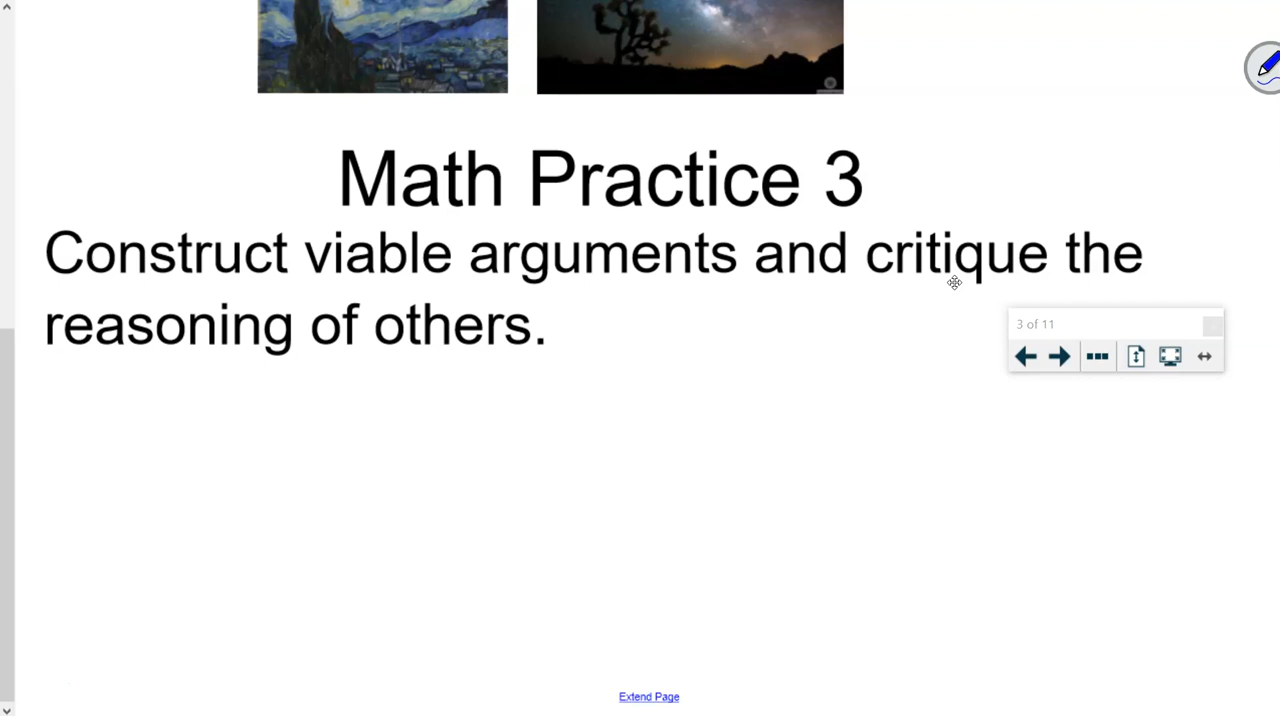 Math Practice 3
Construct viable arguments and critique the
reasoning of others.
3 of 11
Extend Page